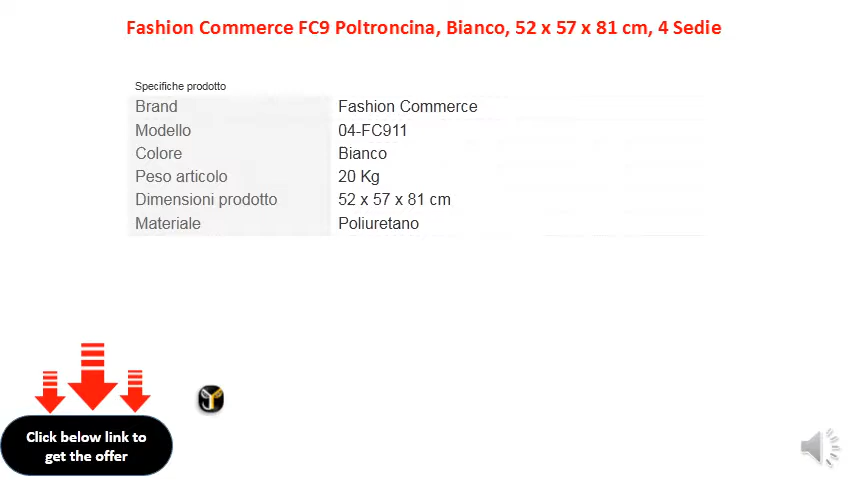 Fashion Commerce FC9 Poltroncina, Bianco, 52 x 57 x 81 cm, 4 Sedie
Specifiche prodotto
Brand Fashion Commerce
Modello 04-FC911
Colore Bianco
Peso articolo 20 Kg
Dimensioni prodotto 52 x 57 x 81 cm
Materiale Poliuretano
Click below link to
get the offer